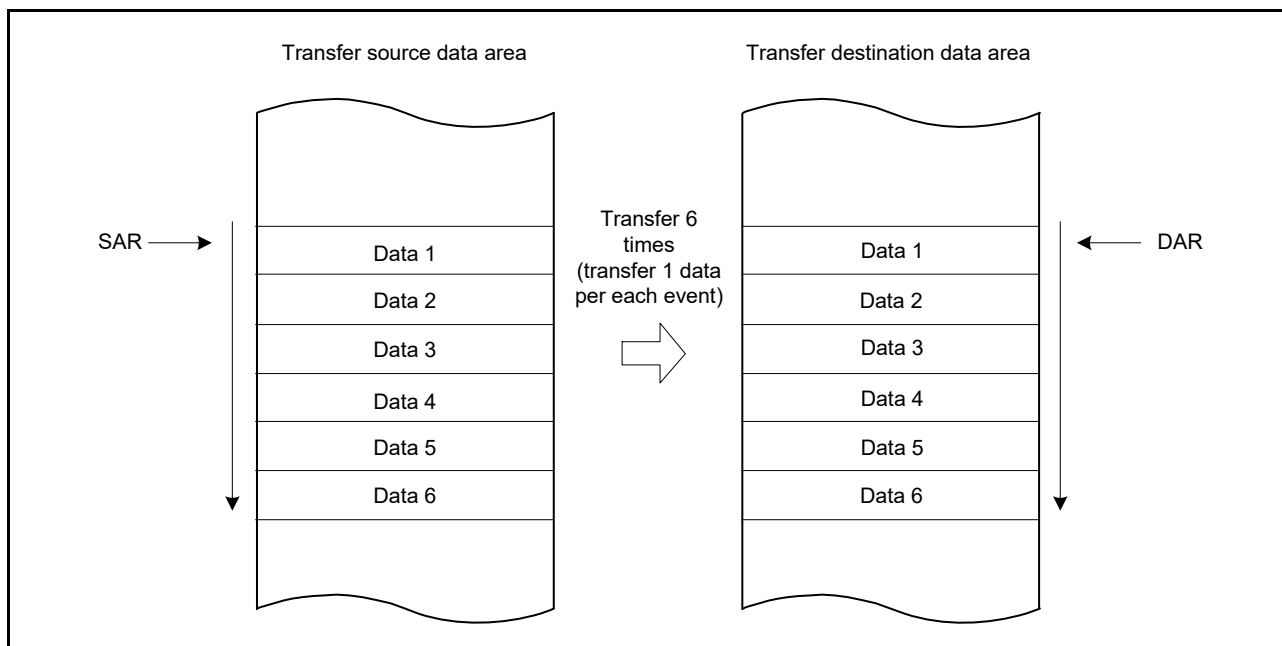 Transfer source data area
Transfer destination data area
SAR
Data 1
Data 2
Data 3
Data 4
Data 5
Data 6
Transfer 6
times
(transfer 1 data
per each event)
Data 1
Data 2
Data 3
Data 4
Data 5
Data 6
DAR